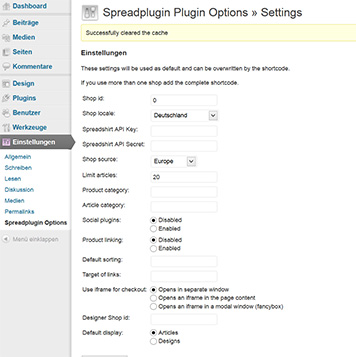 Dashboard
Beiträge
Medien
Seiten
Kommentare
Design
Plugins
Benutzer
Werkzeuge
Einstellungen
Allgemein
Schreiben
Lesen
Diskussion
Medien
Permalinks
Spreadplugin Options
Menü einklappen
Spreadplugin Plugin Options » Settings
Successfully cleared the cache
Einstellungen
These settings will be used as default and can be overwritten by the shortcode.
If you use more than one shop add the complete shortcode.
Shop id: 0
Shop locale: Deutschland
Spreadshirt API Key:
Spreadshirt API Secret:
Shop source: Europe
Limit articles: 20
Product category:
Article category:
Social plugins: Disabled
Enabled
Product linking: Disabled
Enabled
Default sorting:
Target of links:
Use iframe for checkout: Opens in separate window
Opens an iframe in the page content
Opens an iframe in a modal window (fancybox)
Designer Shop id:
Default display: Articles
Designs